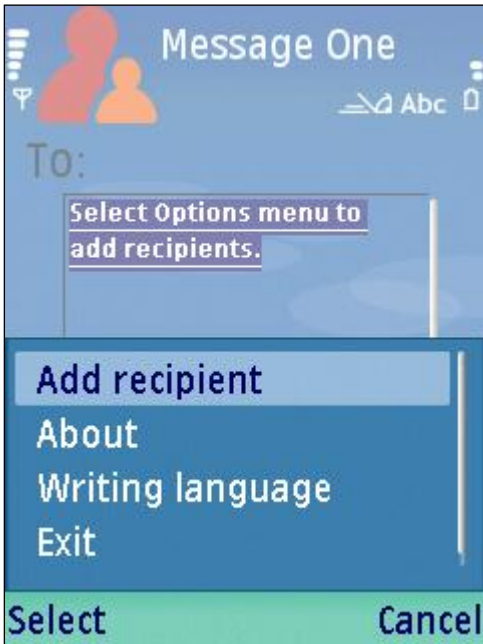 Message One
Abc
To:
Select Options menu to
add recipients.
Add recipient
About
Writing language
Exit
Select
Cancel